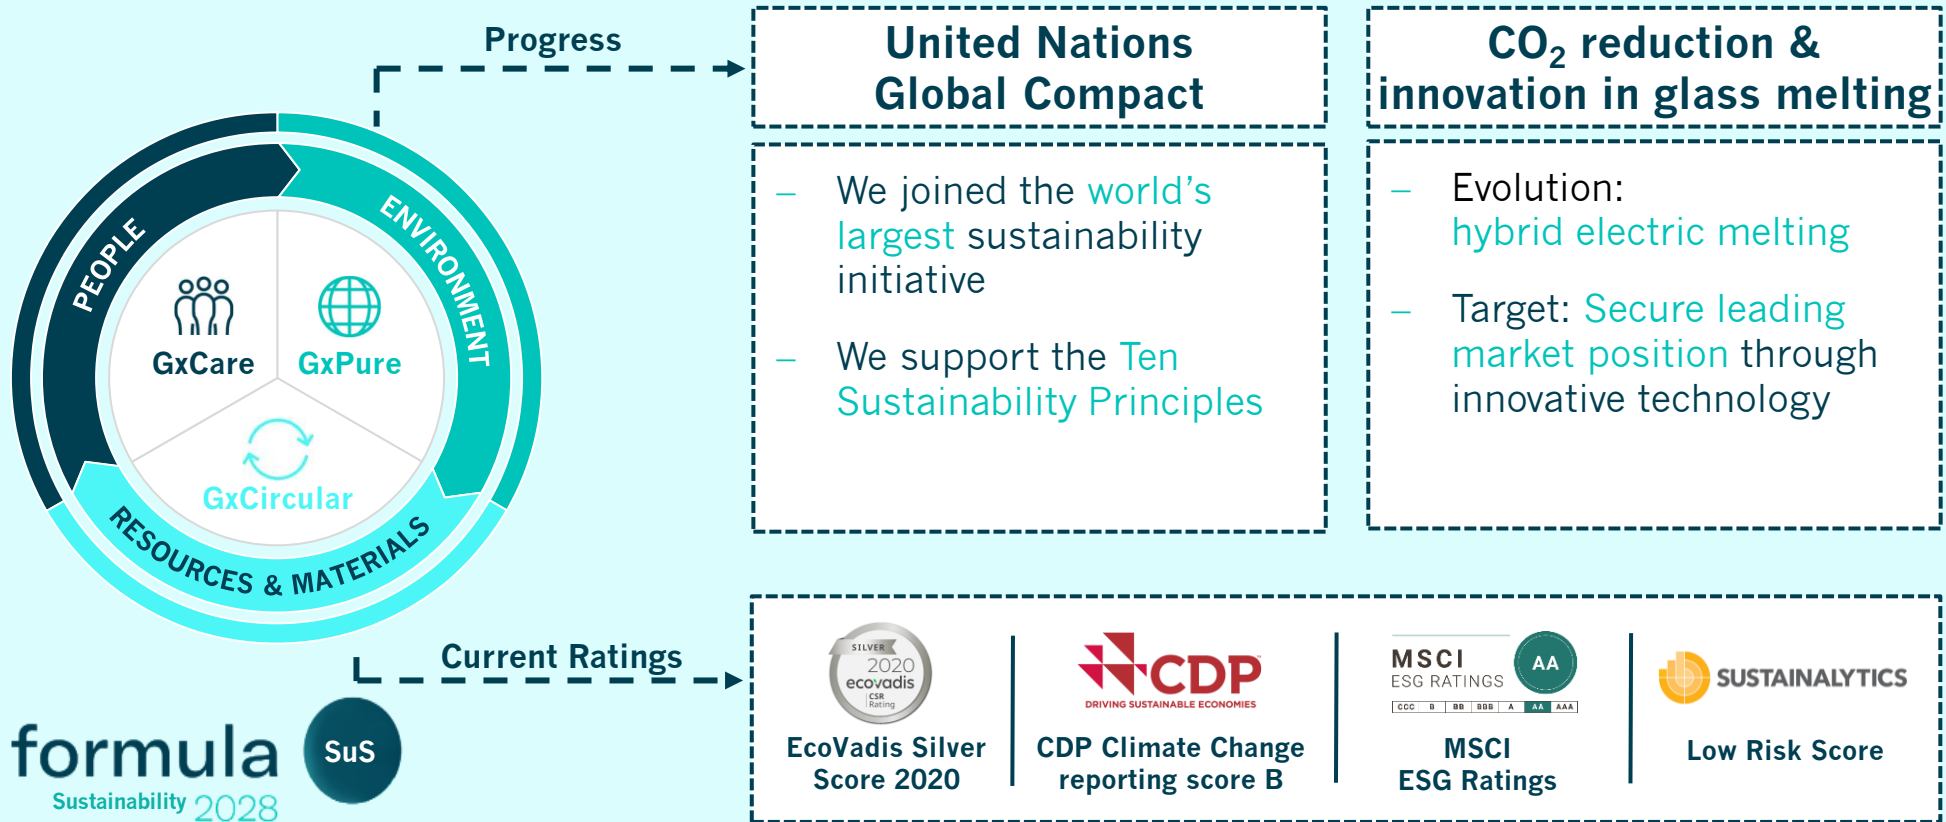 Progress
United Nations
Global Compact
CO₂ reduction &
innovation in glass melting
PEOPLE
ENVIRONMENT
RESOURCES & MATERIALS
GxCare
GxPure
GxCircular
– We joined the world's
largest sustainability
initiative
– We support the Ten
Sustainability Principles
– Evolution:
hybrid electric melting
– Target: Secure leading
market position through
innovative technology
Current Ratings
formula
Sustainability 2028
SuS
SILVER
2020
ecovadis
CSR
Rating
EcoVadis Silver
Score 2020
CDP
DRIVING SUSTAINABLE ECONOMIES
CDP Climate Change
reporting score B
MSCI
ESG RATINGS
AA
CCC B BB BBB A AA AAA
MSCI
ESG Ratings
SUSTAINALYTICS
Low Risk Score